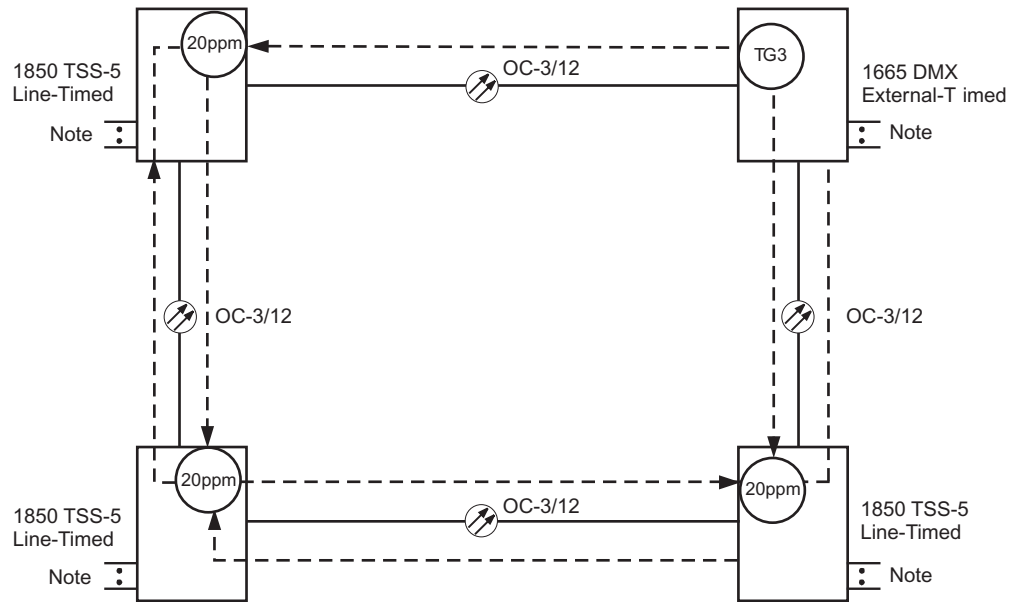 20ppm
TG3
1850 TSS-5
Line-Timed
OC-3/12
1665 DMX
External-T imed
Note
Note
OC-3/12
OC-3/12
20ppm
20ppm
1850 TSS-5
Line-Timed
OC-3/12
1850 TSS-5
Line-Timed
Note
Note